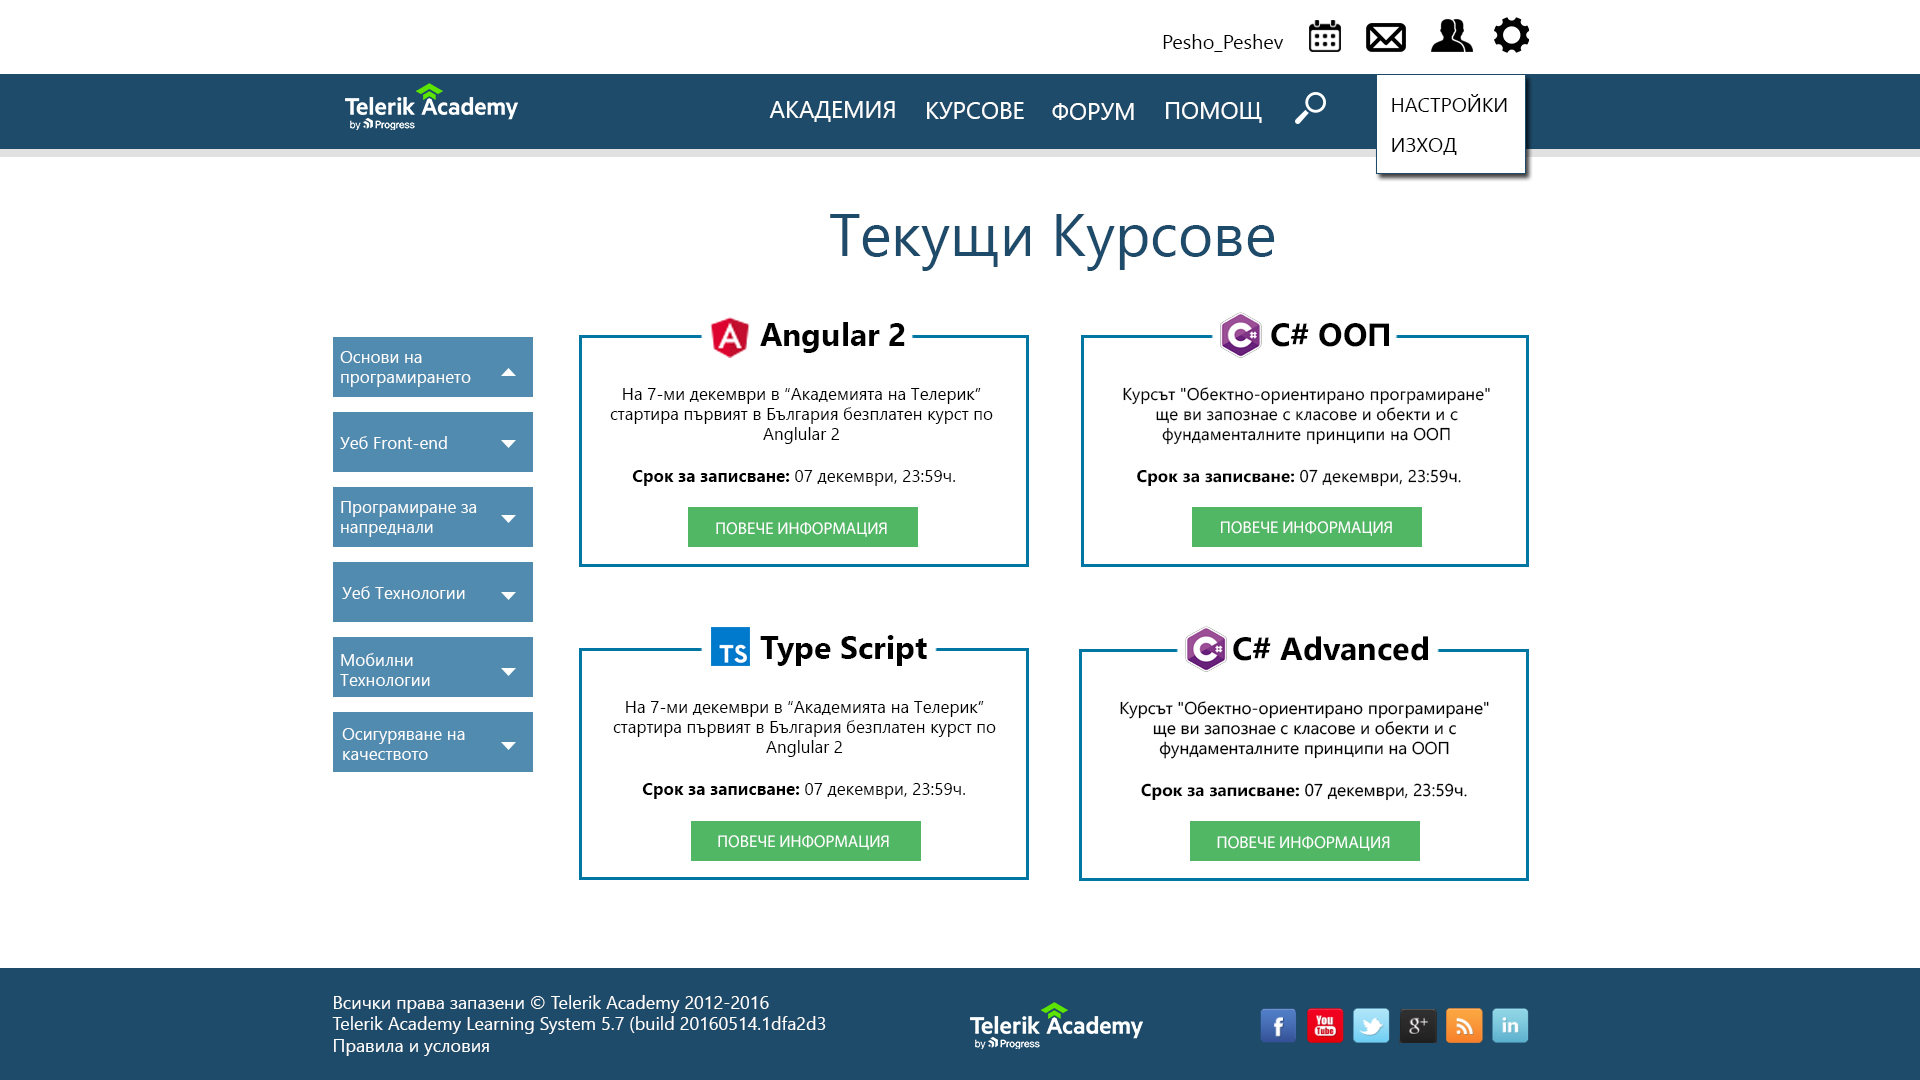 Pesho_Peshev
Telerik Academy
by Progress
АКАДЕМИЯ
КУРСОВЕ
ФОРУМ
ПОМОЩ
НАСТРОЙКИ
ИЗХОД
Текущи Курсове
Основи на
програмирането
Уеб Front-end
Програмиране за
напреднали
Уеб Технологии
Мобилни
Технологии
Осигуряване на
качеството
Angular 2
На 7-ми декември в “Академията на Телерик”
стартира първият в България безплатен курст по
Anglular 2
Срок за записване: 07 декември, 23:59ч.
ПОВЕЧЕ ИНФОРМАЦИЯ
C# ООП
Курсът "Обектно-ориентирано програмиране"
ще ви запознае с класове и обекти и с
фундаменталните принципи на ООП
Срок за записване: 07 декември, 23:59ч.
ПОВЕЧЕ ИНФОРМАЦИЯ
TS Type Script
На 7-ми декември в “Академията на Телерик”
стартира първият в България безплатен курст по
Anglular 2
Срок за записване: 07 декември, 23:59ч.
ПОВЕЧЕ ИНФОРМАЦИЯ
C# Advanced
Курсът "Обектно-ориентирано програмиране"
ще ви запознае с класове и обекти и с
фундаменталните принципи на ООП
Срок за записване: 07 декември, 23:59ч.
ПОВЕЧЕ ИНФОРМАЦИЯ
Всички права запазени © Telerik Academy 2012-2016
Telerik Academy Learning System 5.7 (build 20160514.1dfa2d3
Правила и условия
Telerik Academy
by Progress
f
You Tube
g+
in